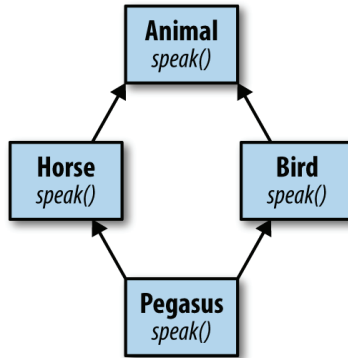 Animal
speak()
Horse
speak()
Bird
speak()
Pegasus
speak()